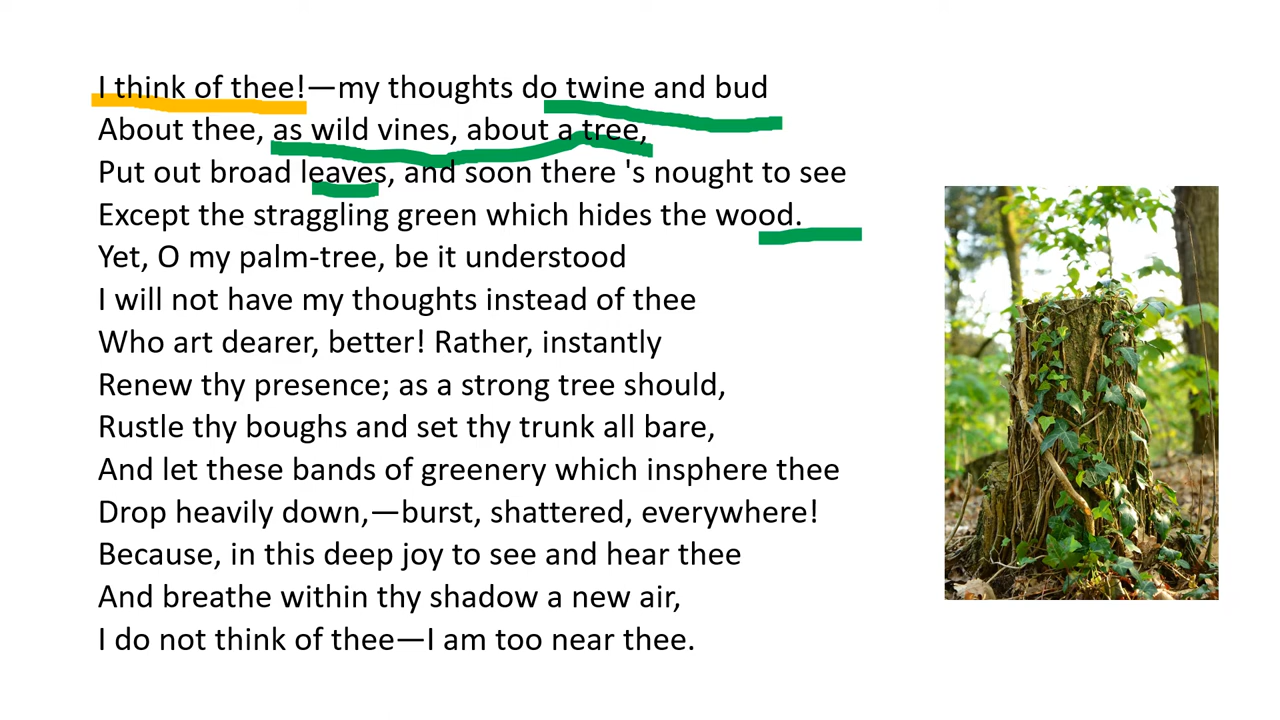 I think of thee!—my thoughts do twine and bud
About thee, as wild vines, about a tree,
Put out broad leaves, and soon there 's nought to see
Except the straggling green which hides the wood.
Yet, O my palm-tree, be it understood
I will not have my thoughts instead of thee
Who art dearer, better! Rather, instantly
Renew thy presence; as a strong tree should,
Rustle thy boughs and set thy trunk all bare,
And let these bands of greenery which insphere thee
Drop heavily down,—burst, shattered, everywhere!
Because, in this deep joy to see and hear thee
And breathe within thy shadow a new air,
I do not think of thee—I am too near thee.